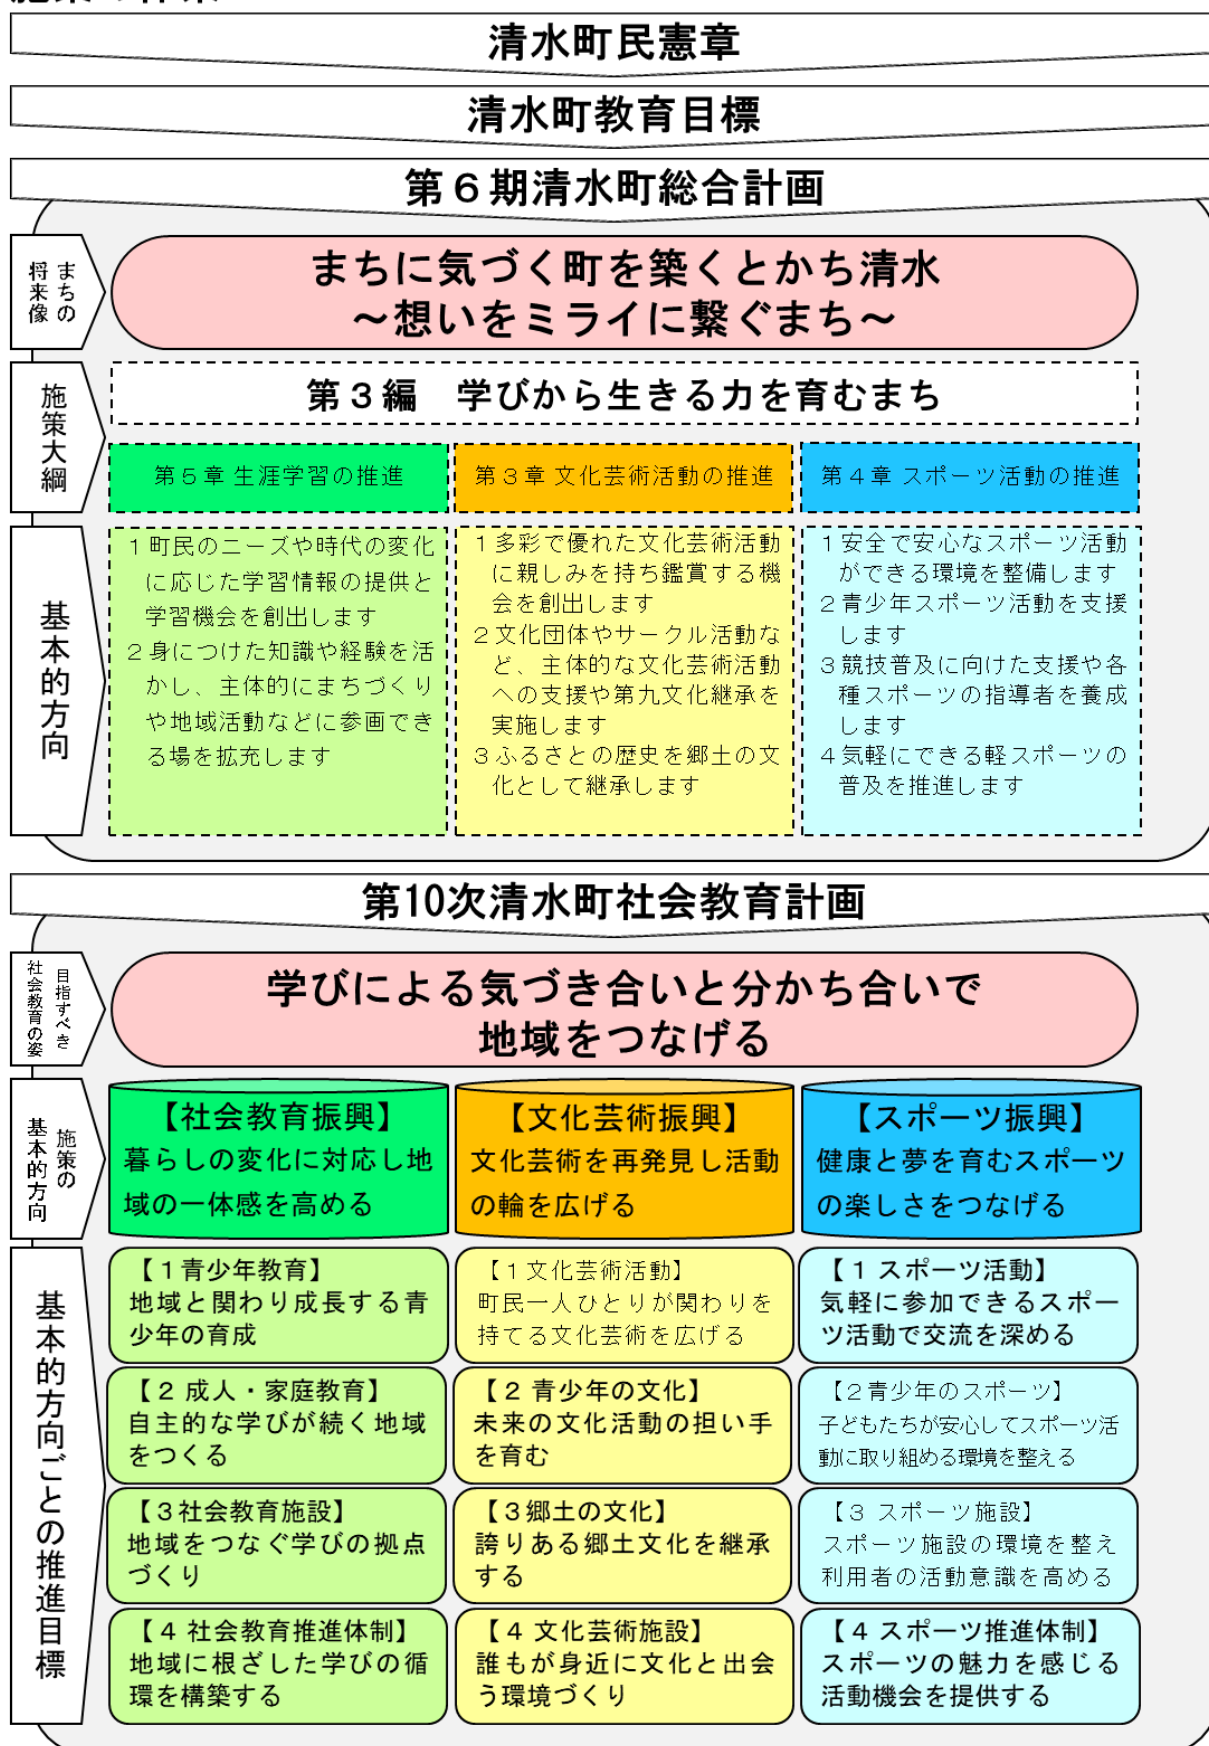 清水町民憲章
清水町教育目標
第６期清水町総合計画
まちの
将来像
まちに気づく町を築くとかち清水
～想いをミライに繋ぐまち～
施策大綱
第３編　学びから生きる力を育むまち
第５章 生涯学習の推進
第３章 文化芸術活動の推進
第４章 スポーツ活動の推進
基本的方向
1 町民のニーズや時代の変化
に応じた学習情報の提供と
学習機会を創出します
2 身につけた知識や経験を活
かし、主体的にまちづくり
や地域活動などに参画でき
る場を拡充します
1 多彩で優れた文化芸術活動
に親しみを持ち鑑賞する機
会を創出します
2 文化団体やサークル活動な
ど、主体的な文化芸術活動
への支援や第九文化継承を
実施します
3 ふるさとの歴史を郷土の文
化として継承します
1 安全で安心なスポーツ活動
ができる環境を整備します
2 青少年スポーツ活動を支援
します
3 競技普及に向けた支援や各
種スポーツの指導者を養成
します
4 気軽にできる軽スポーツの
普及を推進します
第10次清水町社会教育計画
目指すべき
社会教育の姿
学びによる気づき合いと分かち合いで
地域をつなげる
施策の
基本的方向
【社会教育振興】
暮らしの変化に対応し地
域の一体感を高める
【文化芸術振興】
文化芸術を再発見し活動
の輪を広げる
【スポーツ振興】
健康と夢を育むスポーツ
の楽しさをつなげる
基本的方向ごとの推進目標
【１青少年教育】
地域と関わり成長する青
少年の育成
【２ 成人・家庭教育】
自主的な学びが続く地域
をつくる
【３社会教育施設】
地域をつなぐ学びの拠点
づくり
【４ 社会教育推進体制】
地域に根ざした学びの循
環を構築する
【１文化芸術活動】
町民一人ひとりが関わりを
持てる文化芸術を広げる
【２ 青少年の文化】
未来の文化活動の担い手
を育む
【３郷土の文化】
誇りある郷土文化を継承
する
【４ 文化芸術施設】
誰もが身近に文化と出会
う環境づくり
【１ スポーツ活動】
気軽に参加できるスポー
ツ活動で交流を深める
【２青少年のスポーツ】
子どもたちが安心してスポーツ活
動に取り組める環境を整える
【３ スポーツ施設】
スポーツ施設の環境を整え
利用者の活動意識を高める
【４ スポーツ推進体制】
スポーツの魅力を感じる
活動機会を提供する